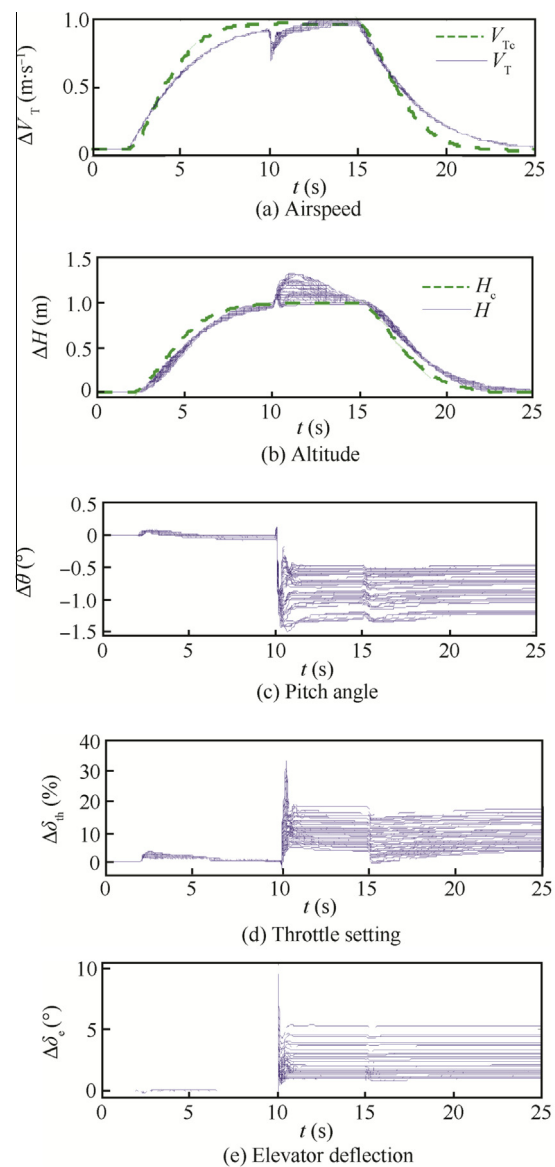 1.0
0.5
0
ΔV_T (m·s⁻¹)
V_Tc
V_T
5 10 15 20 25
t (s)
(a) Airspeed
1.5
1.0
0.5
0
ΔH (m)
H_c
H
0 5 10 15 20 25
t (s)
(b) Altitude
0.5
0
−0.5
−1.0
−1.5
Δθ (°)
0 5 10 15 20 25
t (s)
(c) Pitch angle
40
30
20
10
0
Δδ_th (%)
0 5 10 15 20 25
t (s)
(d) Throttle setting
10
5
0
Δδ_e (°)
0 5 10 15 20 25
t (s)
(e) Elevator deflection